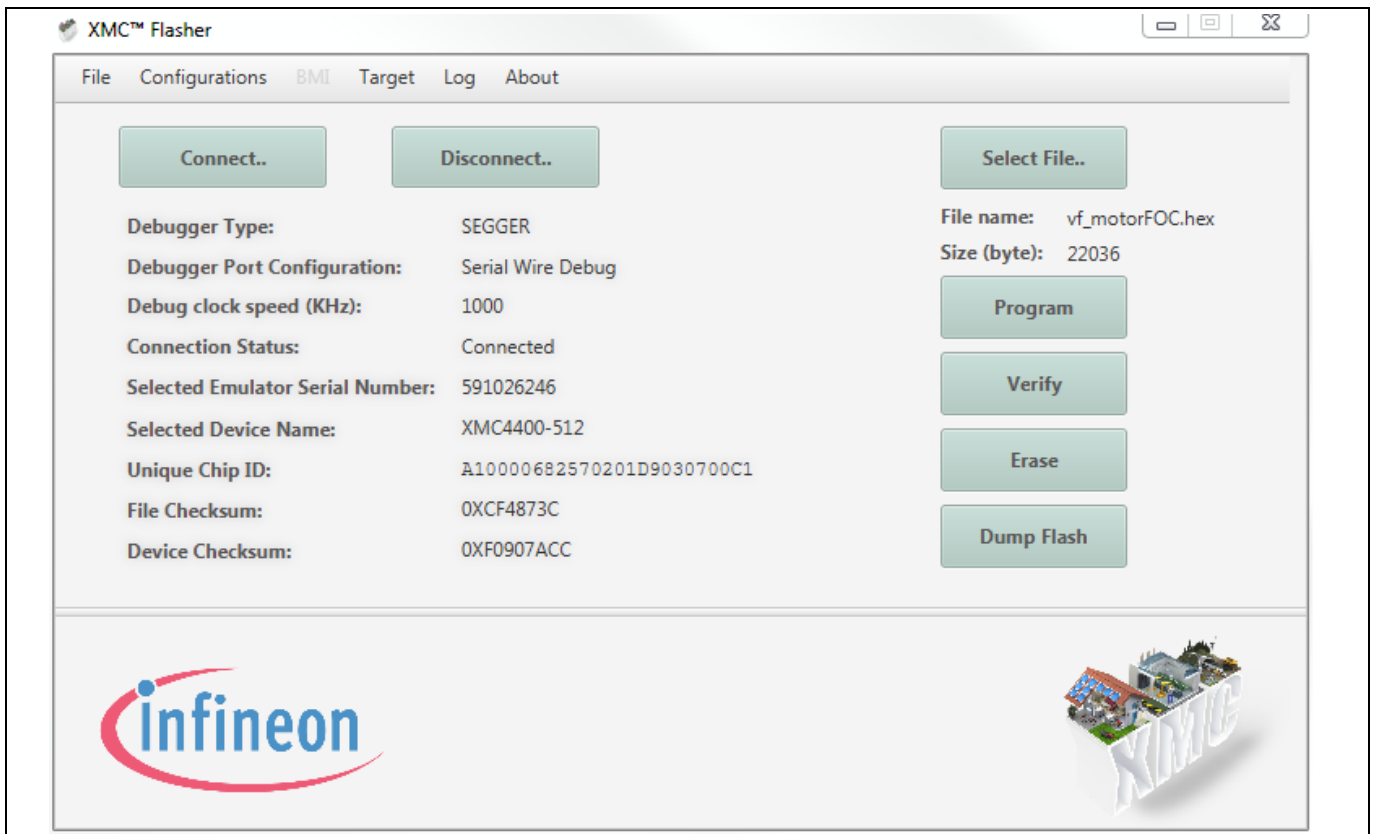 XMC™ Flasher
File Configurations BMI Target Log About
Connect.. Disconnect.. Select File..
Debugger Type: SEGGER File name: vf_motorFOC.hex
Debugger Port Configuration: Serial Wire Debug Size (byte): 22036
Debug clock speed (KHz): 1000 Program
Connection Status: Connected
Selected Emulator Serial Number: 591026246 Verify
Selected Device Name: XMC4400-512
Unique Chip ID: A100006B2570201D9030700C1 Erase
File Checksum: 0XCF4873C
Device Checksum: 0XF0907ACC Dump Flash
infineon
XMC